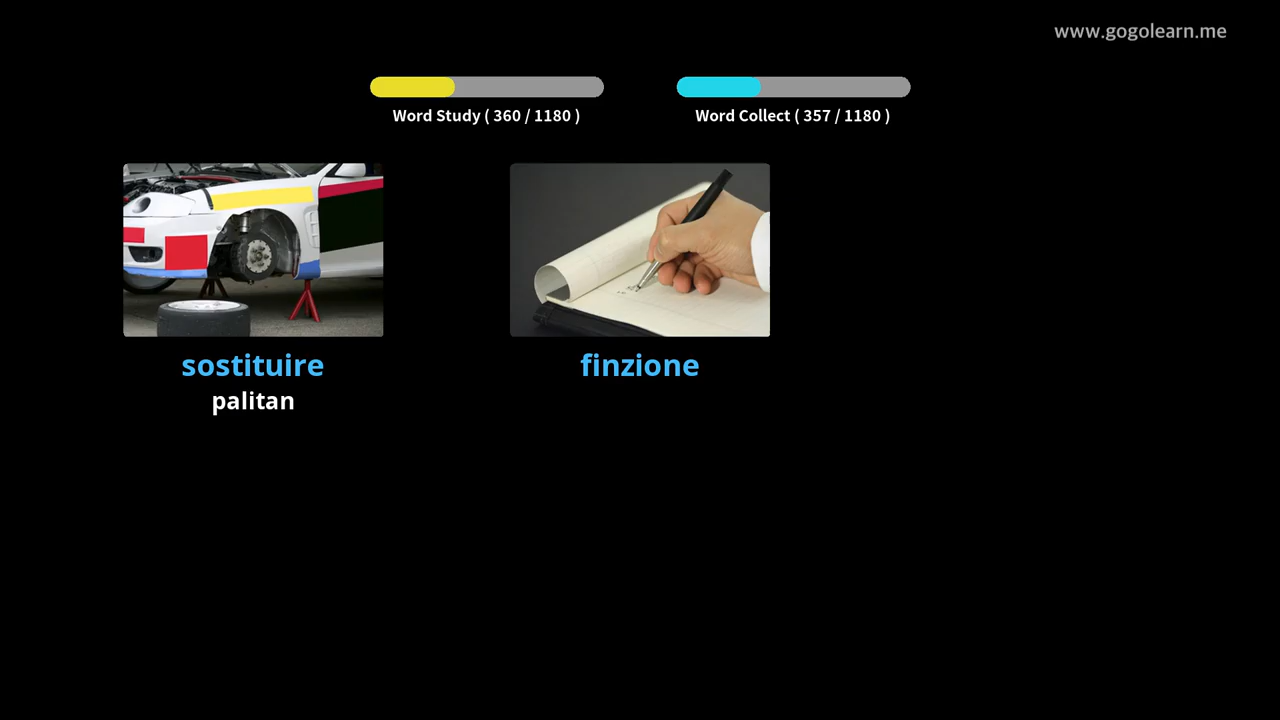 www.gogolearn.me
Word Study ( 360 / 1180 )
Word Collect ( 357 / 1180 )
sostituire
palitan
finzione